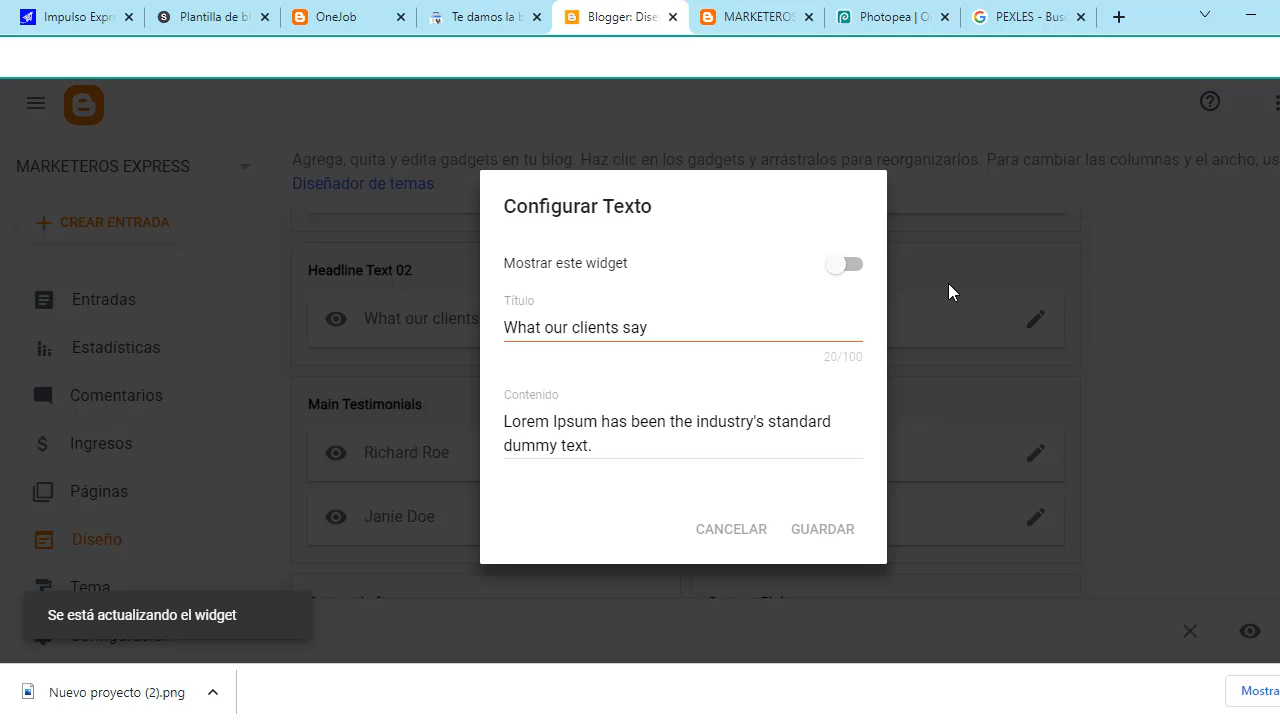 Impulso Expr
Plantilla de bl
OneJob
Te damos la b
Blogger: Dise
MARKETEROS
Photopea | O
PEXLES - Bus
MARKETEROS EXPRESS
Agrega, quita y edita gadgets en tu blog. Haz clic en los gadgets y arrástralos para reorganizarlos. Para cambiar las columnas y el ancho, us
Diseñador de temas.
CREAR ENTRADA
Entradas
Estadísticas
Comentarios
Ingresos
Páginas
Diseño
Tema
Se está actualizando el widget
Headline Text 02
What our clients
Main Testimonials
Richard Roe
Janie Doe
Configurar Texto
Mostrar este widget
Título
What our clients say
20/100
Contenido
Lorem Ipsum has been the industry's standard
dummy text.
CANCELAR
GUARDAR
Nuevo proyecto (2).png
Mostra